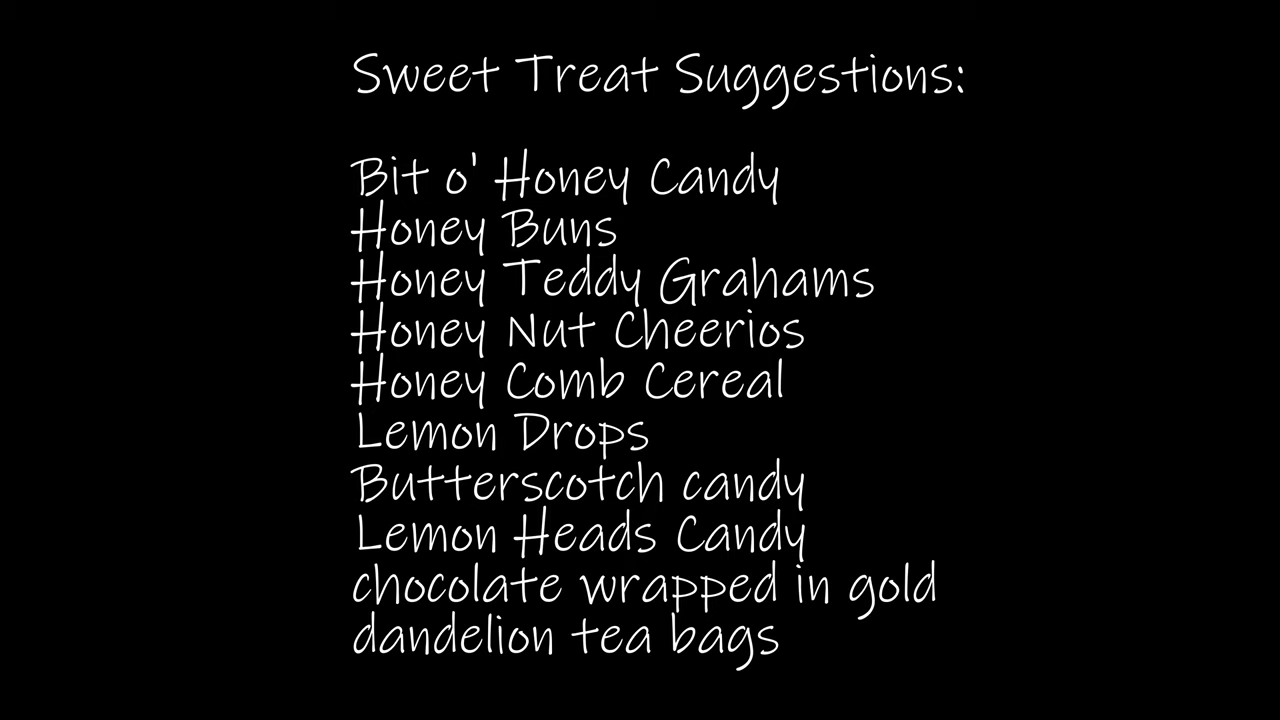 Sweet Treat Suggestions:
Bit o' Honey Candy
Honey Buns
Honey Teddy Grahams
Honey Nut Cheerios
Honey Comb Cereal
Lemon Drops
Butterscotch candy
Lemon Heads Candy
chocolate wrapped in gold
dandelion tea bags